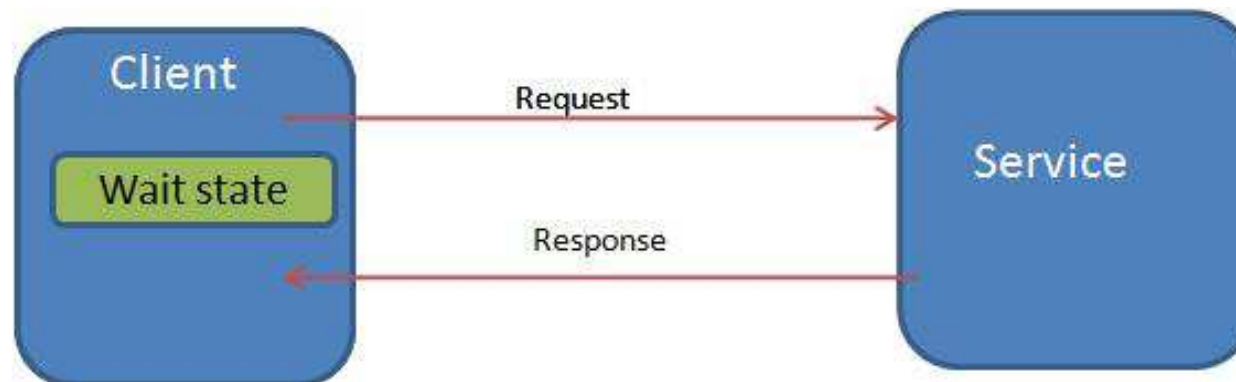 Client
Request
Wait state
Service
Response